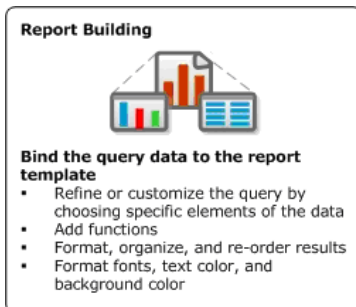 Report Building
Bind the query data to the report
template
▪ Refine or customize the query by
choosing specific elements of the data
▪ Add functions
▪ Format, organize, and re-order results
▪ Format fonts, text color, and
background color